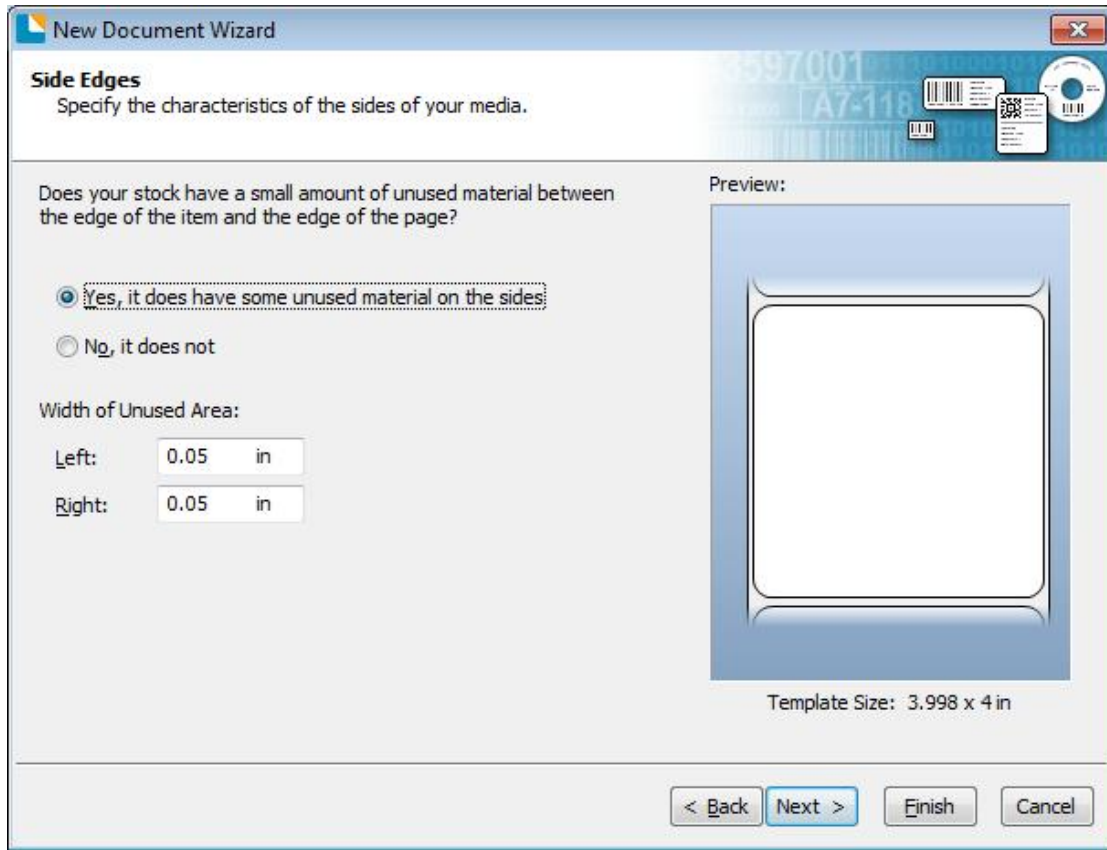 New Document Wizard
Side Edges
Specify the characteristics of the sides of your media.
3597001
A7-118
Does your stock have a small amount of unused material between
the edge of the item and the edge of the page?
Preview:
Yes, it does have some unused material on the sides
No, it does not
Width of Unused Area:
Left: 0.05 in
Right: 0.05 in
Template Size: 3.998 x 4 in
< Back Next > Finish Cancel